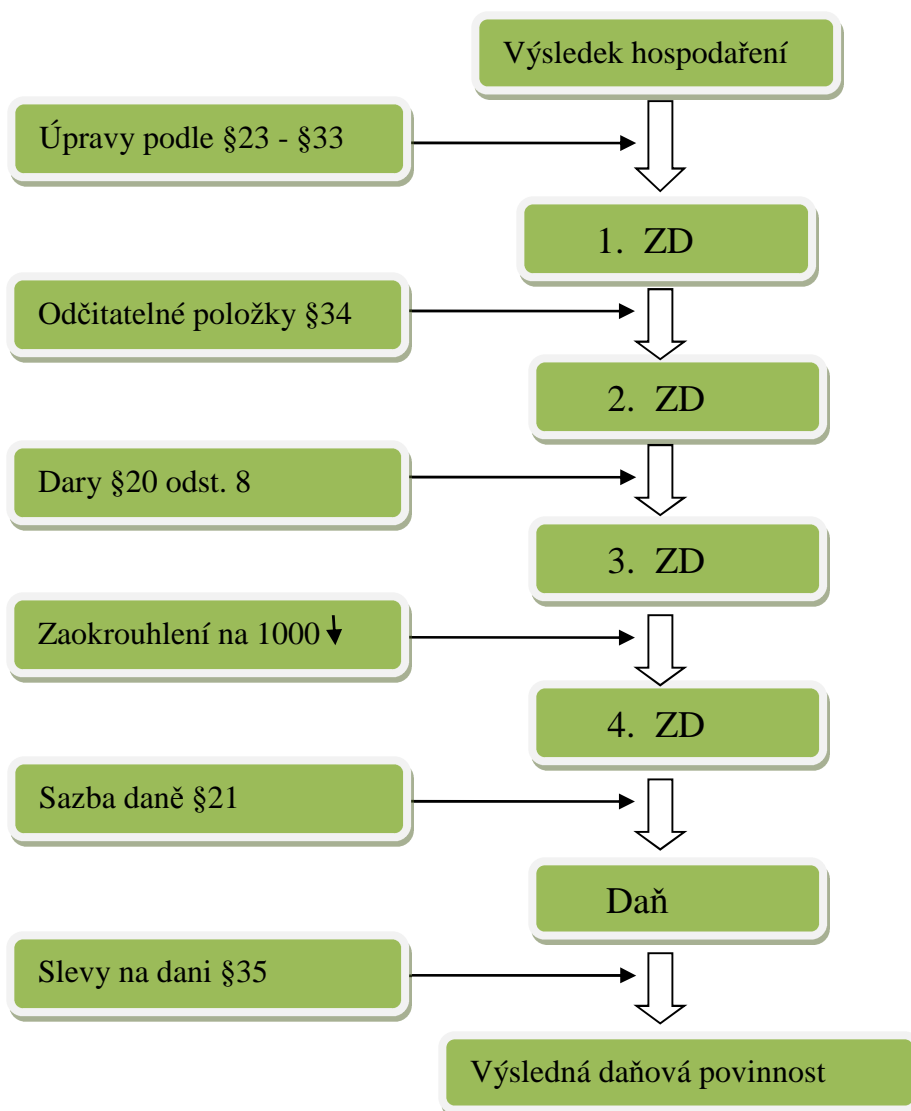 Výsledek hospodaření
Úpravy podle §23 - §33
1. ZD
Odčitatelné položky §34
2. ZD
Dary §20 odst. 8
3. ZD
Zaokrouhlení na 1000
4. ZD
Sazba daně §21
Daň
Slevy na dani §35
Výsledná daňová povinnost